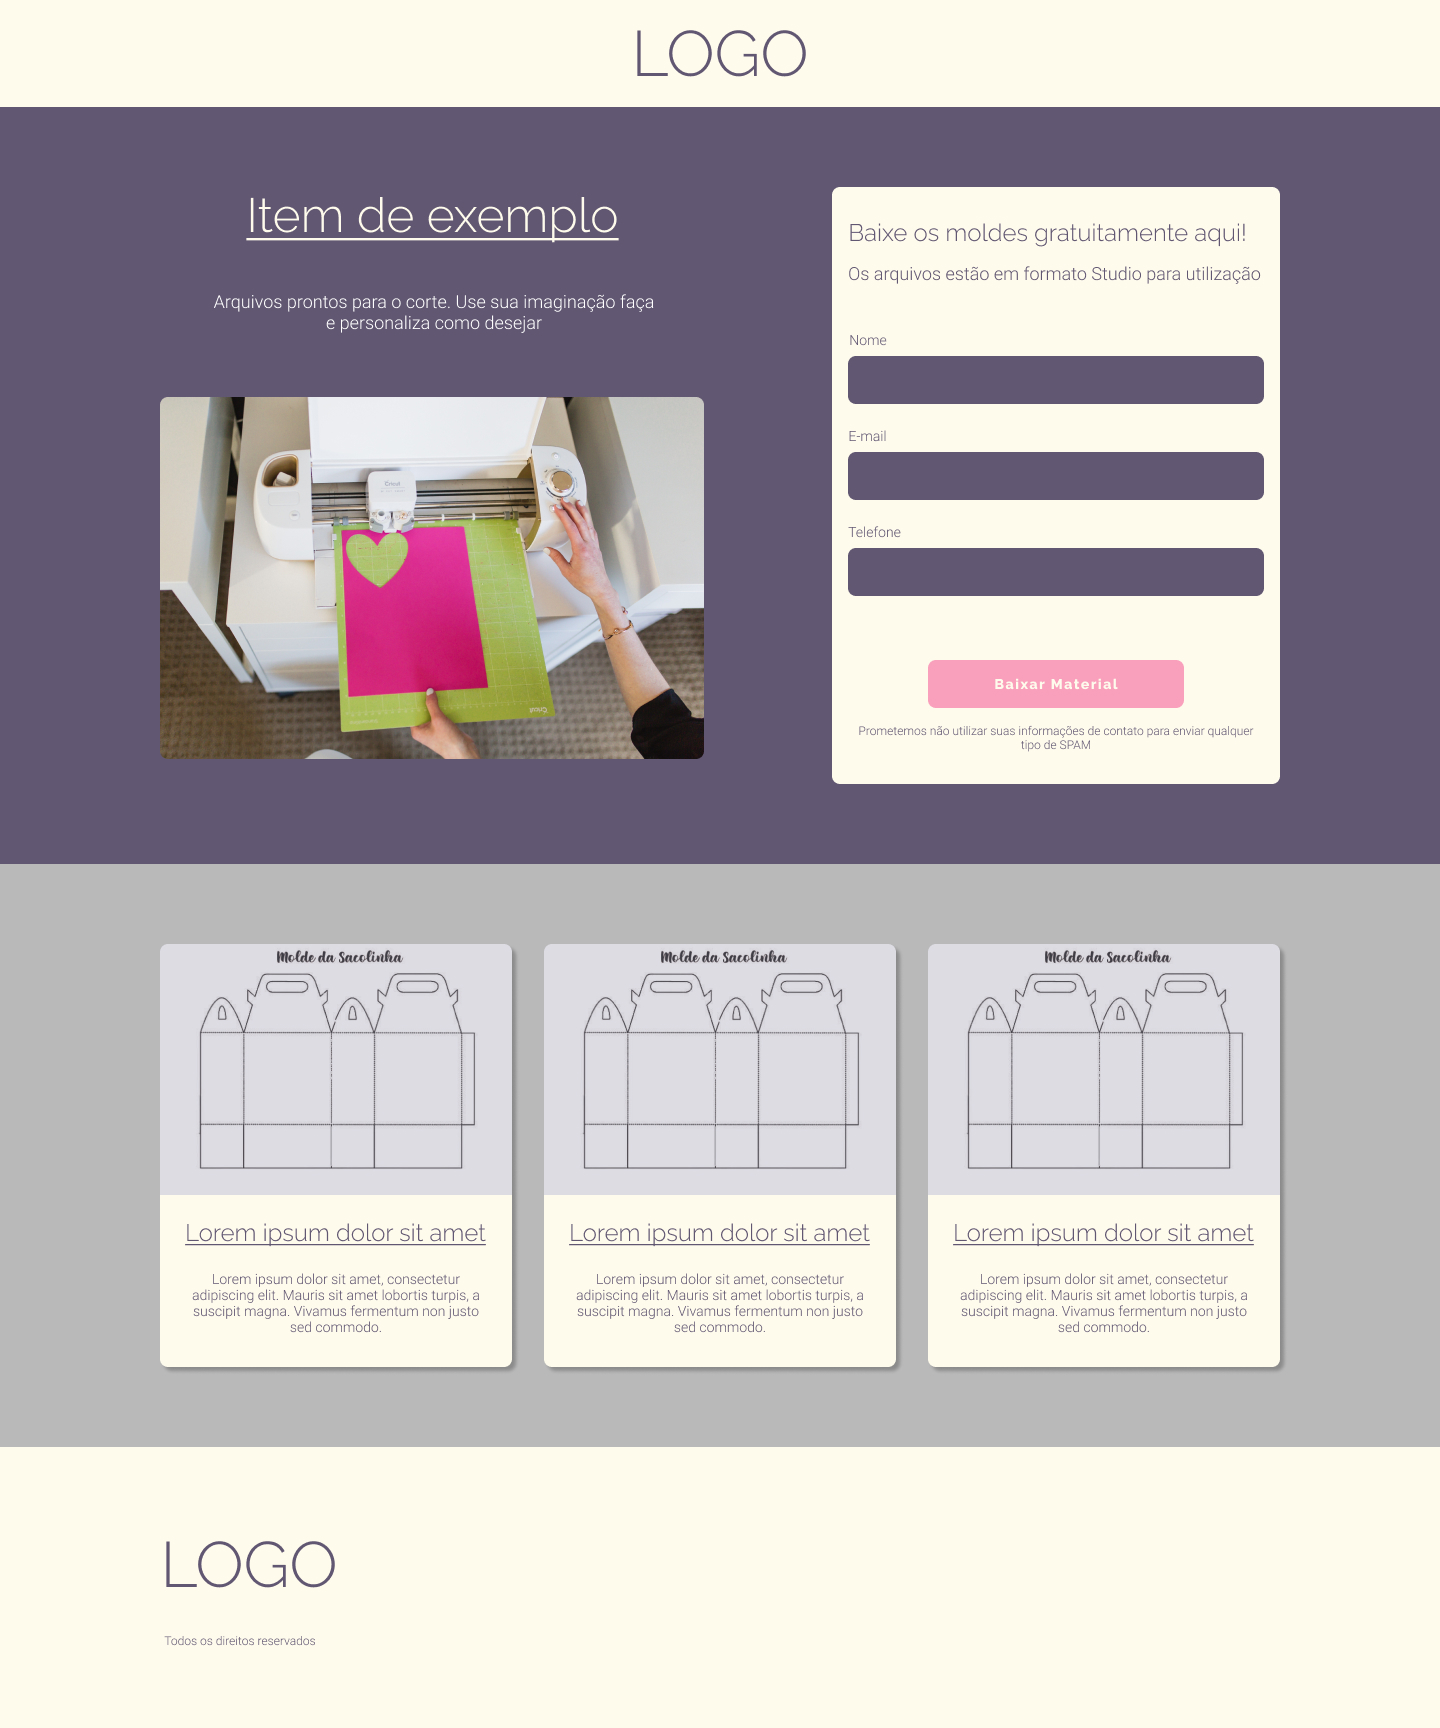 LOGO
Item de exemplo
Arquivos prontos para o corte. Use sua imaginação faça
e personaliza como desejar
Cricut
Cricut
Baixe os moldes gratuitamente aqui!
Os arquivos estão em formato Studio para utilização
Nome
E-mail
Telefone
Baixar Material
Prometemos não utilizar suas informações de contato para enviar qualquer
tipo de SPAM
Molde da Sacolinha
Lorem ipsum dolor sit amet
Lorem ipsum dolor sit amet, consectetur
adipiscing elit. Mauris sit amet lobortis turpis, a
suscipit magna. Vivamus fermentum non justo
sed commodo.
Molde da Sacolinha
Lorem ipsum dolor sit amet
Lorem ipsum dolor sit amet, consectetur
adipiscing elit. Mauris sit amet lobortis turpis, a
suscipit magna. Vivamus fermentum non justo
sed commodo.
Molde da Sacolinha
Lorem ipsum dolor sit amet
Lorem ipsum dolor sit amet, consectetur
adipiscing elit. Mauris sit amet lobortis turpis, a
suscipit magna. Vivamus fermentum non justo
sed commodo.
LOGO
Todos os direitos reservados